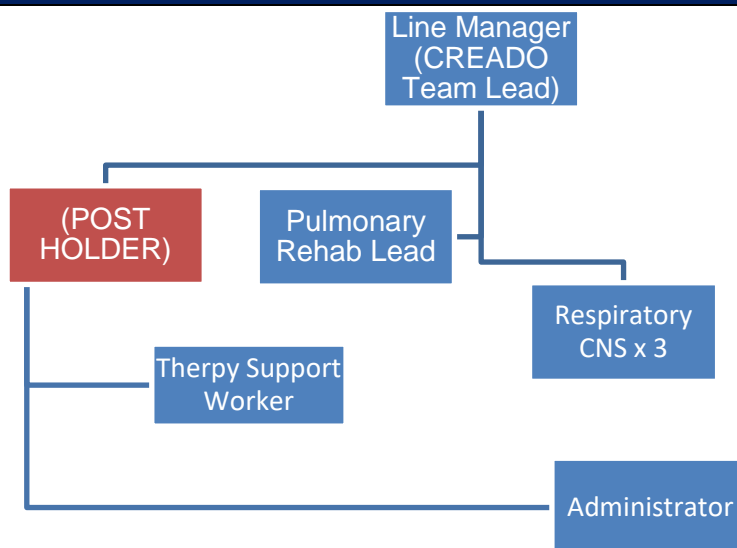 Line Manager
(CREADO
Team Lead)
(POST
HOLDER)
Pulmonary
Rehab Lead
Respiratory
CNS x 3
Therpy Support
Worker
Administrator